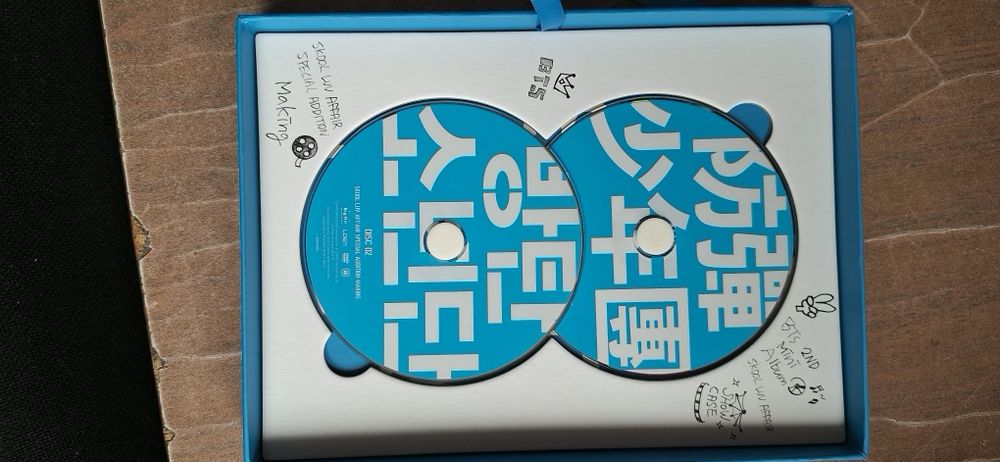 BTS
SKOOL LUV AFFAIR
SPECIAL ADDITION
Making
防彈
少年
團
방탄
소년단
DISC 02
SKOOL LUV AFFAIR SPECIAL ADDITION MAKING
BTS 2ND
Mini
Album
SKOOL LUV AFFAIR
SHOW
CASE